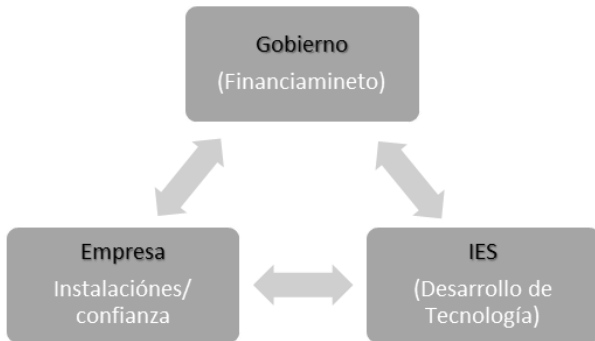 Gobierno
(Financiamineto)
Empresa
Instalaciónes/
confianza
IES
(Desarrollo de
Tecnología)